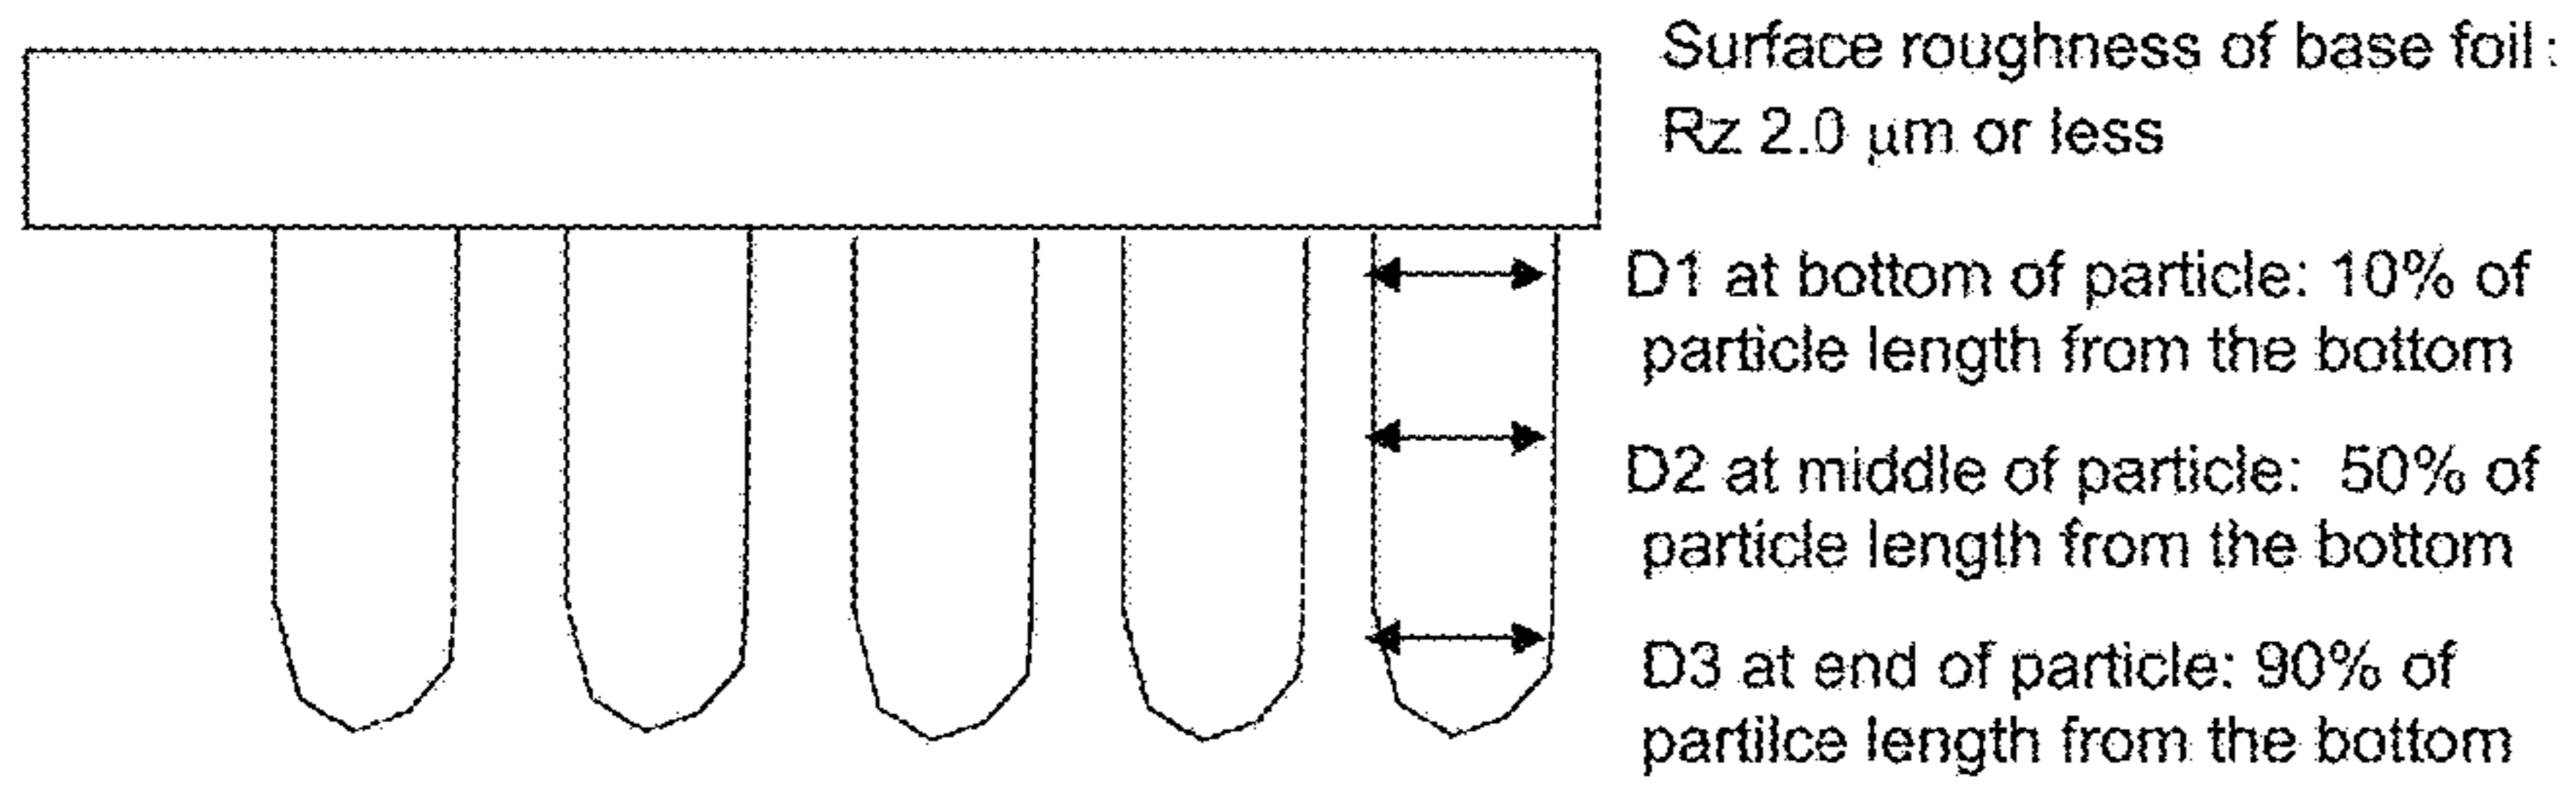 Surface roughness of base foil:
Rz 2.0 μm or less
D1 at bottom of particle: 10% of
particle length from the bottom
D2 at middle of particle: 50% of
particle length from the bottom
D3 at end of particle: 90% of
partilce length from the bottom